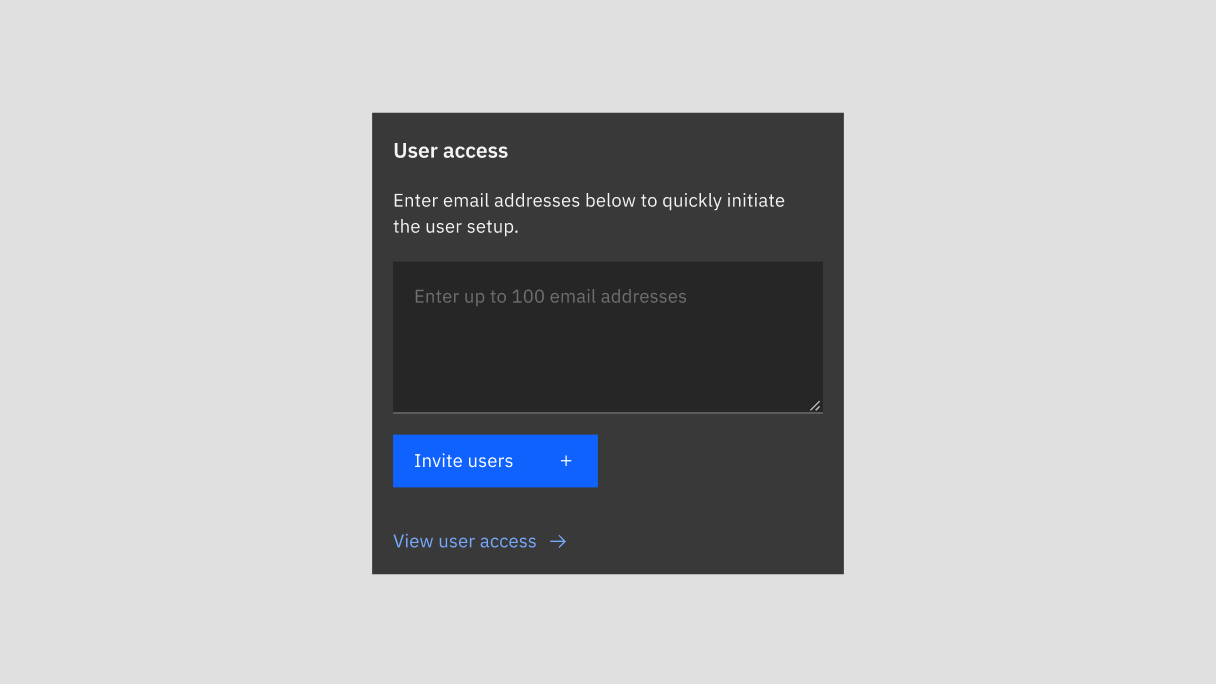 User access
Enter email addresses below to quickly initiate
the user setup.
Enter up to 100 email addresses
Invite users +
View user access →